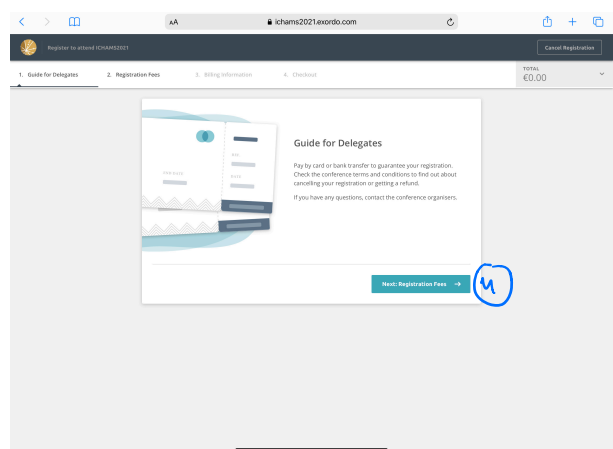 AA
ichams2021.exordo.com
Register to attend ICHAMS2021
Cancel Registration
1. Guide for Delegates
2. Registration Fees
3. Billing Information
4. Checkout
TOTAL
€0.00
Guide for Delegates
Pay by card or bank transfer to guarantee your registration.
Check the conference terms and conditions to find out about
cancelling your registration or getting a refund.
If you have any questions, contact the conference organisers.
Next: Registration Fees →
4